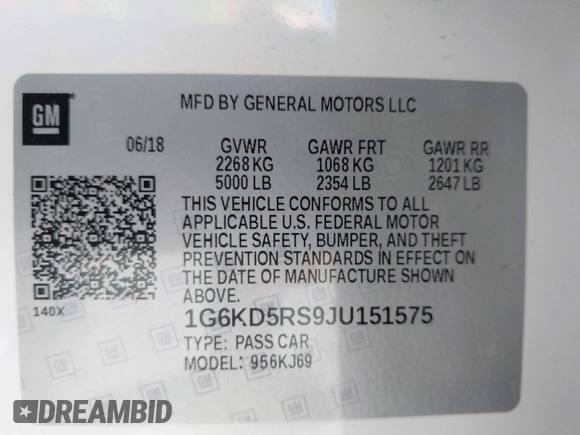 GM
MFD BY GENERAL MOTORS LLC
06/18 GVWR GAWR FRT GAWR RR
2268 KG 1068 KG 1201 KG
5000 LB 2354 LB 2647 LB
THIS VEHICLE CONFORMS TO ALL
APPLICABLE U.S. FEDERAL MOTOR
VEHICLE SAFETY, BUMPER, AND THEFT
PREVENTION STANDARDS IN EFFECT ON
THE DATE OF MANUFACTURE SHOWN
ABOVE.
140X
1G6KD5RS9JU151575
TYPE: PASS CAR
MODEL: 956KJ69
DREAMBID